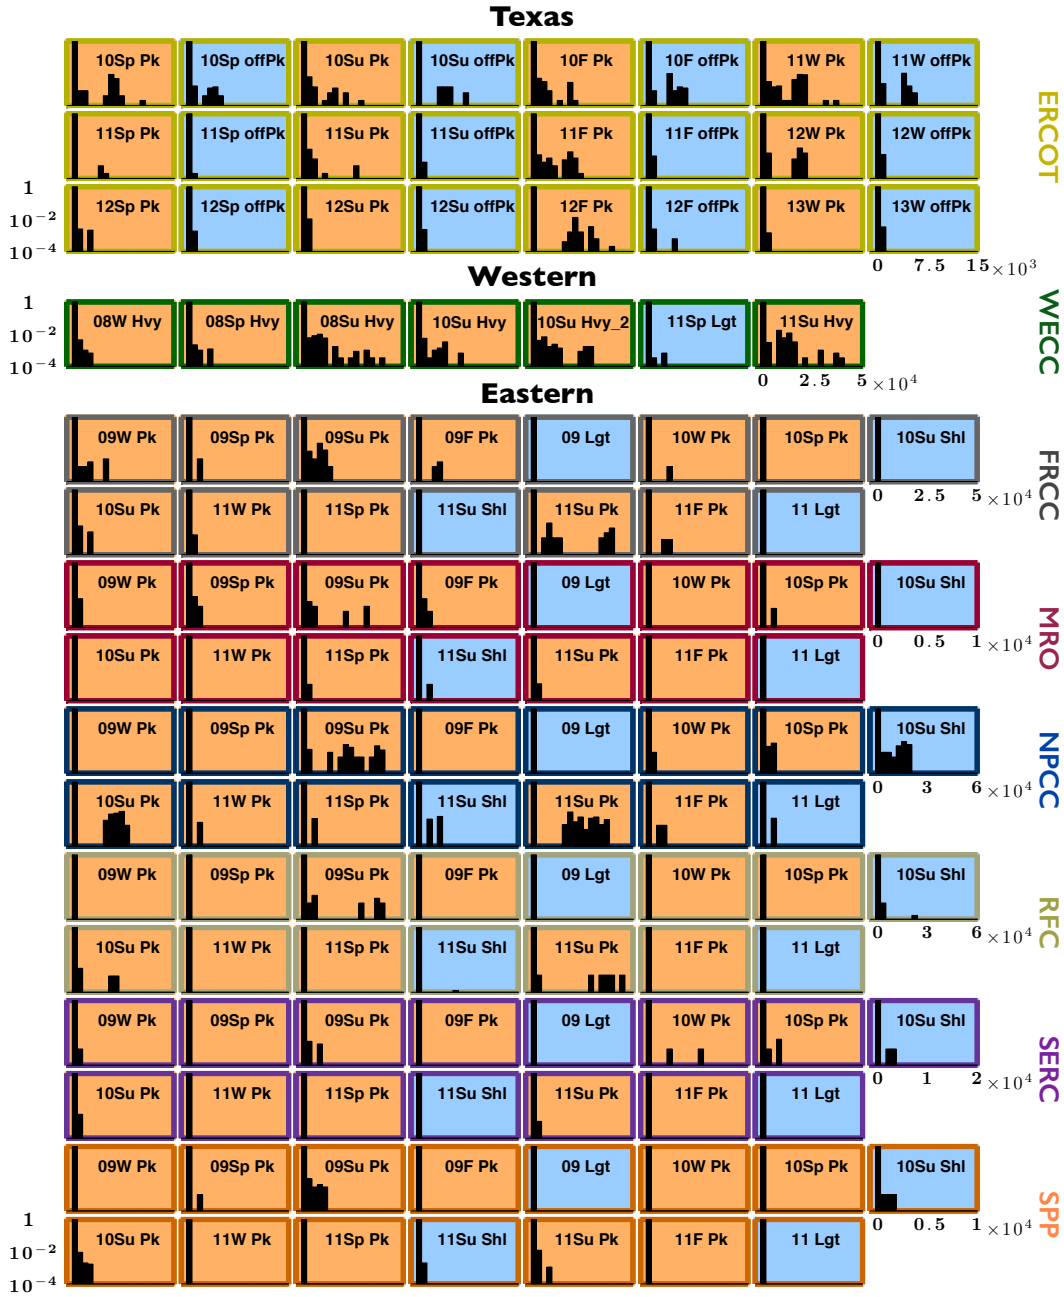 Texas
10Sp Pk 10Sp offPk 10Su Pk 10Su offPk 10F Pk 10F offPk 11W Pk 11W offPk
11Sp Pk 11Sp offPk 11Su Pk 11Su offPk 11F Pk 11F offPk 12W Pk 12W offPk
ERCOT
1
12Sp Pk 12Sp offPk 12Su Pk 12Su offPk 12F Pk 12F offPk 13W Pk 13W offPk
10⁻²
10⁻⁴
0 7.5 15 ×10³
Western
1
08W Hvy 08Sp Hvy 08Su Hvy 10Su Hvy 10Su Hvy_2 11Sp Lgt 11Su Hvy
WECC
10⁻²
10⁻⁴
0 2.5 5 ×10⁴
Eastern
09W Pk 09Sp Pk 09Su Pk 09F Pk 09 Lgt 10W Pk 10Sp Pk 10Su Shl
0 2.5 5 ×10⁴
FRCC
10Su Pk 11W Pk 11Sp Pk 11Su Shl 11Su Pk 11F Pk 11 Lgt
09W Pk 09Sp Pk 09Su Pk 09F Pk 09 Lgt 10W Pk 10Sp Pk 10Su Shl
0 0.5 1 ×10⁴
MRO
10Su Pk 11W Pk 11Sp Pk 11Su Shl 11Su Pk 11F Pk 11 Lgt
09W Pk 09Sp Pk 09Su Pk 09F Pk 09 Lgt 10W Pk 10Sp Pk 10Su Shl
0 3 6 ×10⁴
NPCC
10Su Pk 11W Pk 11Sp Pk 11Su Shl 11Su Pk 11F Pk 11 Lgt
09W Pk 09Sp Pk 09Su Pk 09F Pk 09 Lgt 10W Pk 10Sp Pk 10Su Shl
0 3 6 ×10⁴
RFC
10Su Pk 11W Pk 11Sp Pk 11Su Shl 11Su Pk 11F Pk 11 Lgt
09W Pk 09Sp Pk 09Su Pk 09F Pk 09 Lgt 10W Pk 10Sp Pk 10Su Shl
0 1 2 ×10⁴
SERC
10Su Pk 11W Pk 11Sp Pk 11Su Shl 11Su Pk 11F Pk 11 Lgt
09W Pk 09Sp Pk 09Su Pk 09F Pk 09 Lgt 10W Pk 10Sp Pk 10Su Shl
0 0.5 1 ×10⁴
SPP
1
10Su Pk 11W Pk 11Sp Pk 11Su Shl 11Su Pk 11F Pk 11 Lgt
10⁻²
10⁻⁴